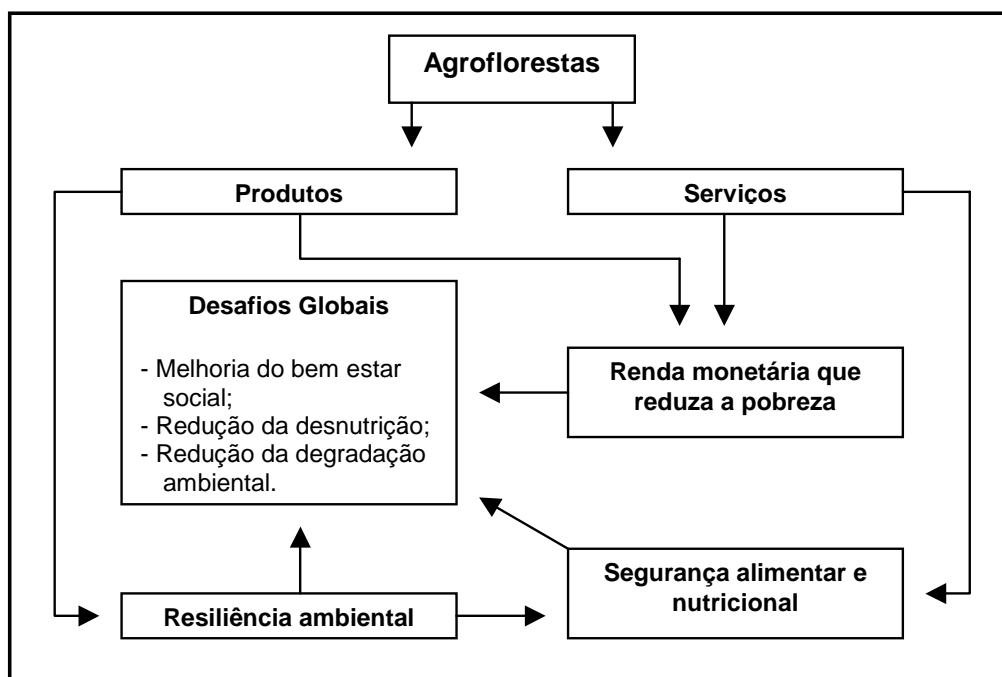 Agroflorestas
Produtos
Serviços
Desafios Globais
- Melhoria do bem estar
social;
- Redução da desnutrição;
- Redução da degradação
ambiental.
Renda monetária que
reduza a pobreza
Segurança alimentar e
nutricional
Resiliência ambiental